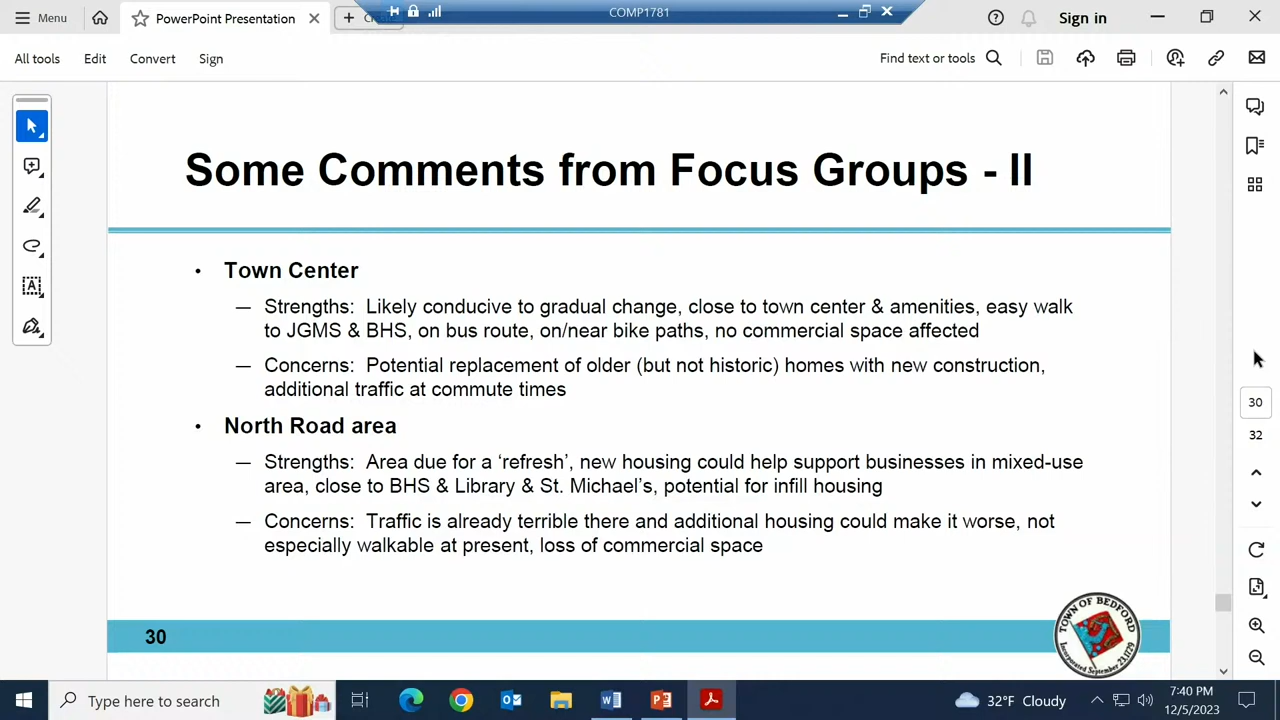 COMP1781
Menu
PowerPoint Presentation
Sign in
All tools
Edit
Convert
Sign
Find text or tools
Some Comments from Focus Groups - II
• Town Center
— Strengths: Likely conducive to gradual change, close to town center & amenities, easy walk
to JGMS & BHS, on bus route, on/near bike paths, no commercial space affected
— Concerns: Potential replacement of older (but not historic) homes with new construction,
additional traffic at commute times
• North Road area
— Strengths: Area due for a ‘refresh’, new housing could help support businesses in mixed-use
area, close to BHS & Library & St. Michael’s, potential for infill housing
— Concerns: Traffic is already terrible there and additional housing could make it worse, not
especially walkable at present, loss of commercial space
30
32
30
TOWN OF BEDFORD
Type here to search
32°F Cloudy
7:40 PM
12/5/2023